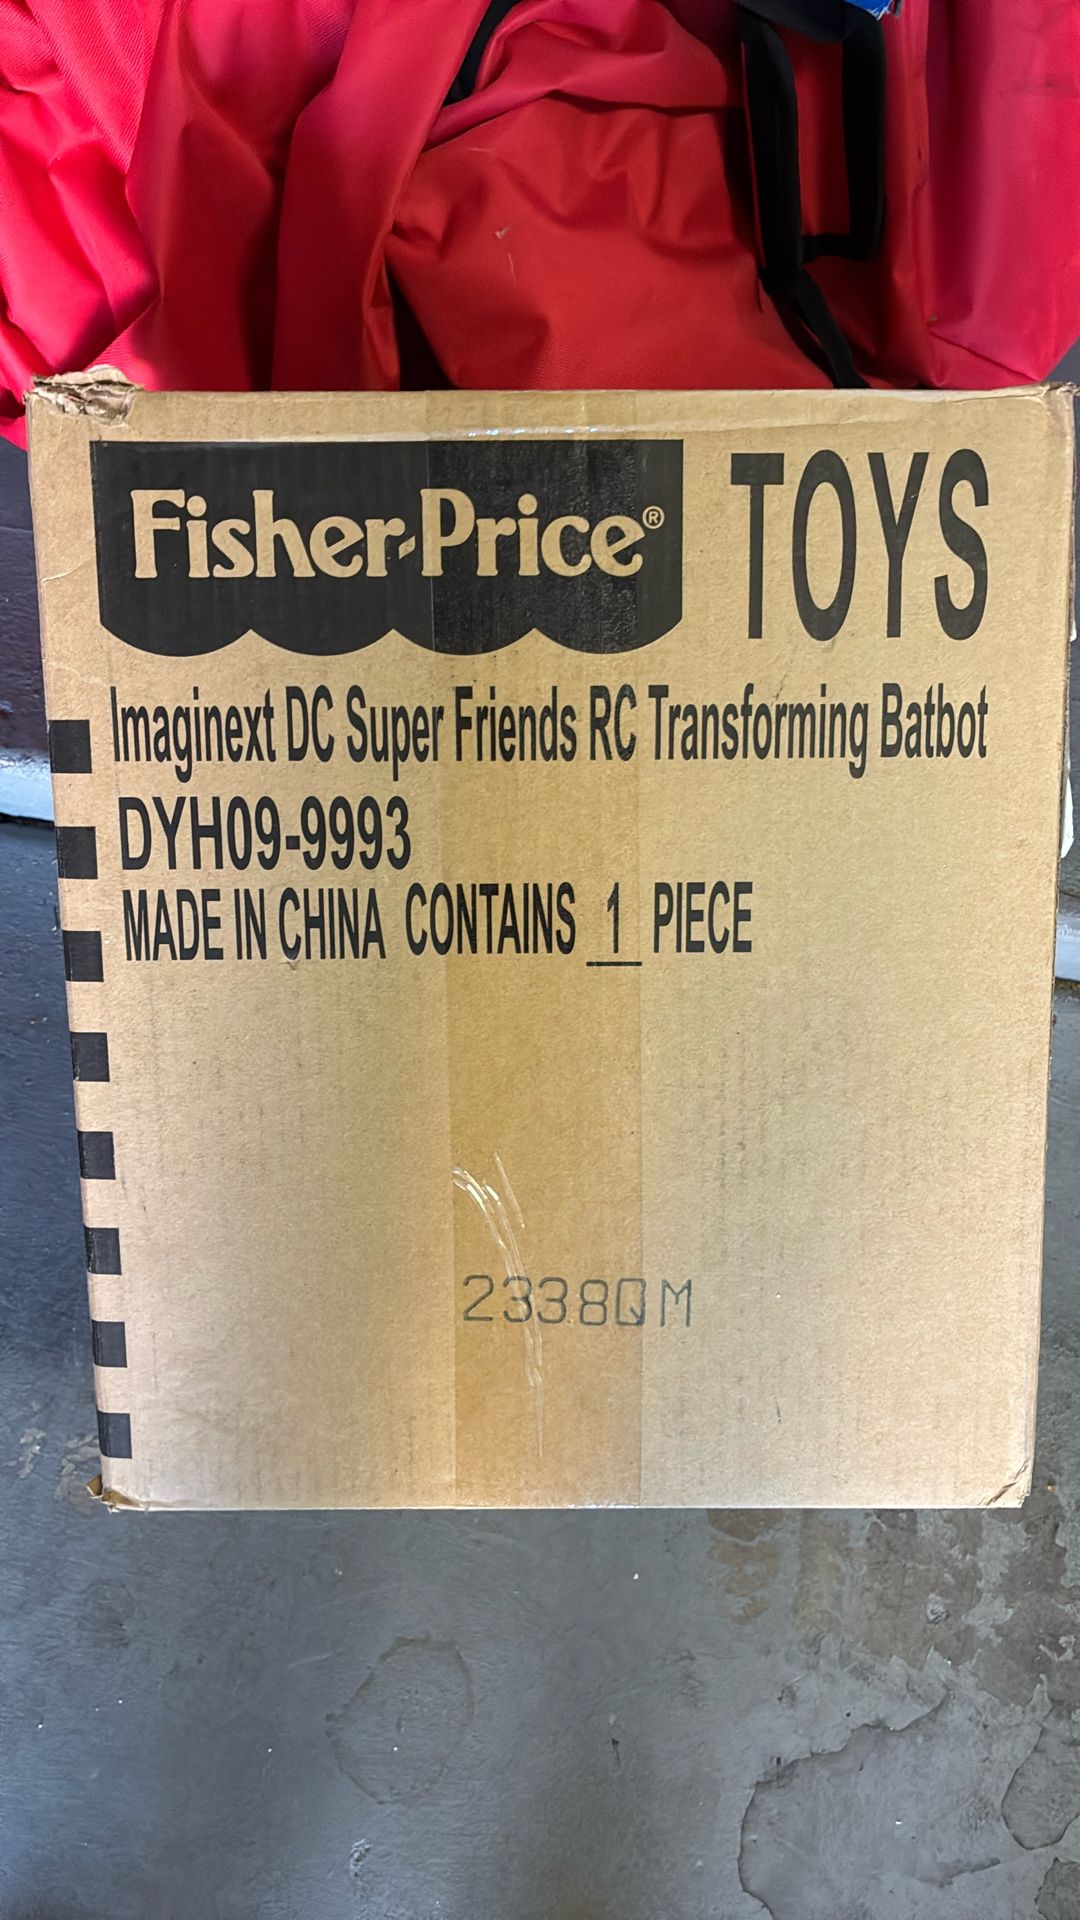 Fisher-Price® TOYS
Imaginext DC Super Friends RC Transforming Batbot
DYH09-9993
MADE IN CHINA CONTAINS 1 PIECE
2338QM